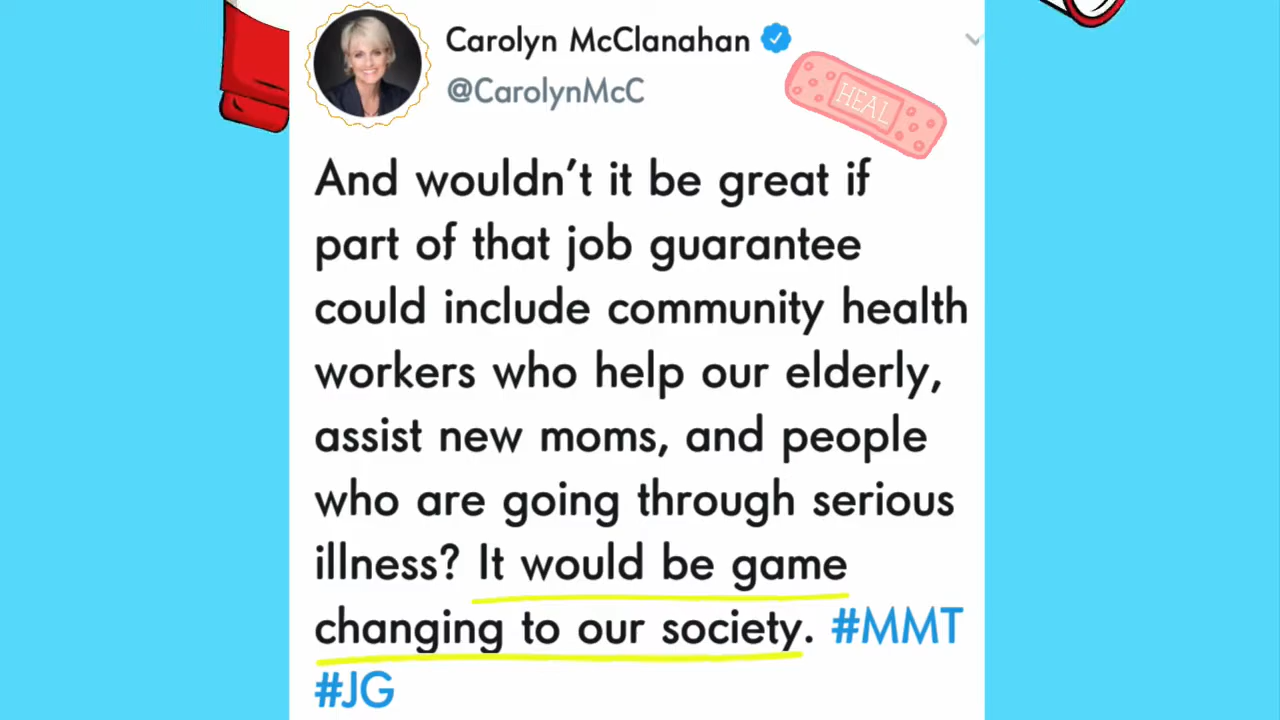 Carolyn McClanahan
@CarolynMcC
HEAL
And wouldn’t it be great if
part of that job guarantee
could include community health
workers who help our elderly,
assist new moms, and people
who are going through serious
illness? It would be game
changing to our society. #MMT
#JG